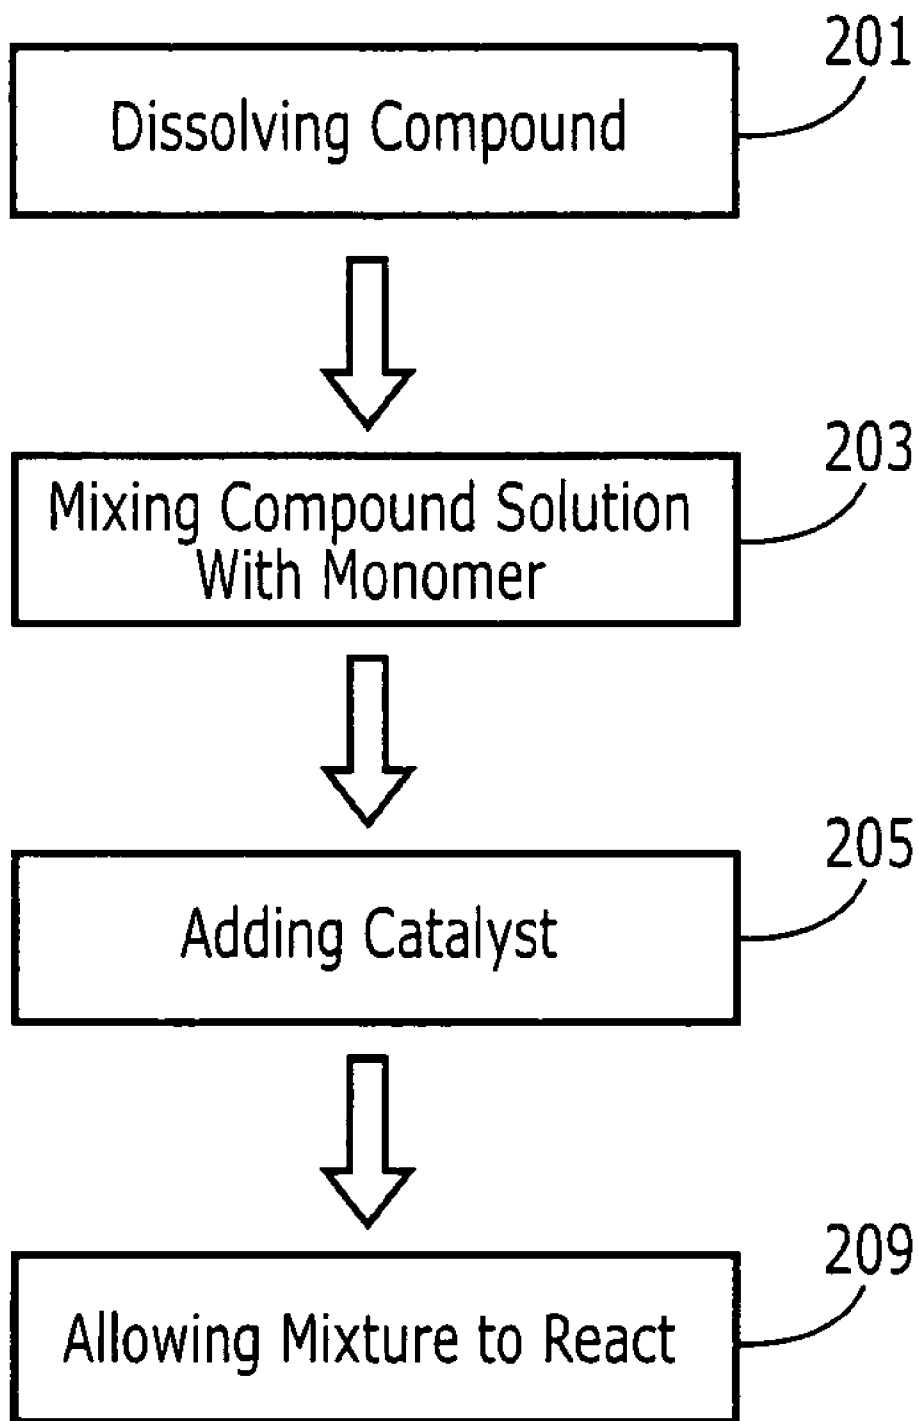 201
Dissolving Compound
203
Mixing Compound Solution
With Monomer
205
Adding Catalyst
209
Allowing Mixture to React